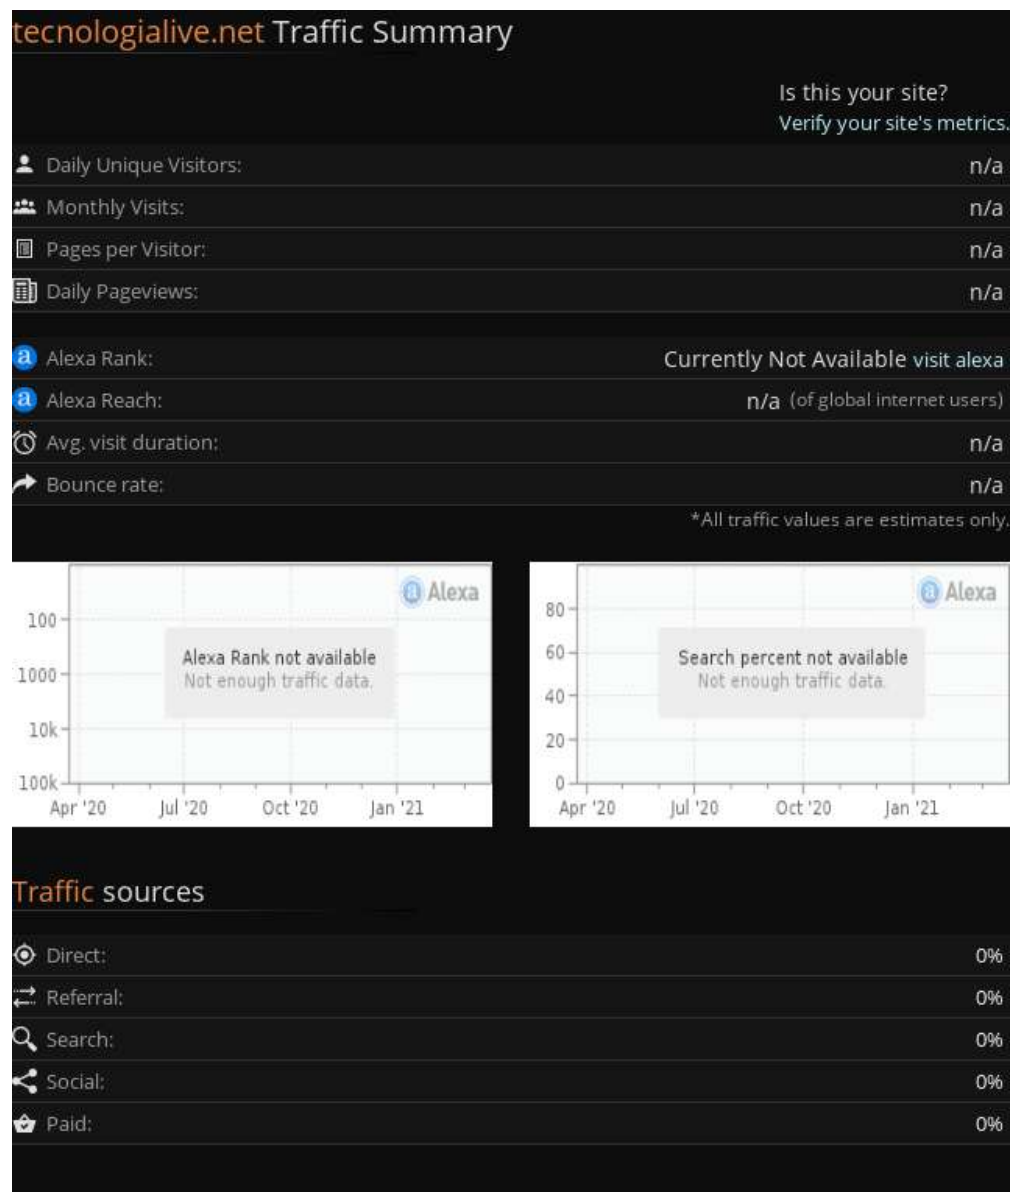 tecnologialive.net Traffic Summary
Is this your site?
Verify your site's metrics.
Daily Unique Visitors: n/a
Monthly Visits: n/a
Pages per Visitor: n/a
Daily Pageviews: n/a
a Alexa Rank: Currently Not Available visit alexa
a Alexa Reach: n/a (of global internet users)
Avg. visit duration: n/a
Bounce rate: n/a
*All traffic values are estimates only.
a Alexa
100
1000
10k
100k
Alexa Rank not available
Not enough traffic data.
Apr '20 Jul '20 Oct '20 Jan '21
a Alexa
80
60
40
20
0
Search percent not available
Not enough traffic data.
Apr '20 Jul '20 Oct '20 Jan '21
Traffic sources
Direct: 0%
Referral: 0%
Search: 0%
Social: 0%
Paid: 0%